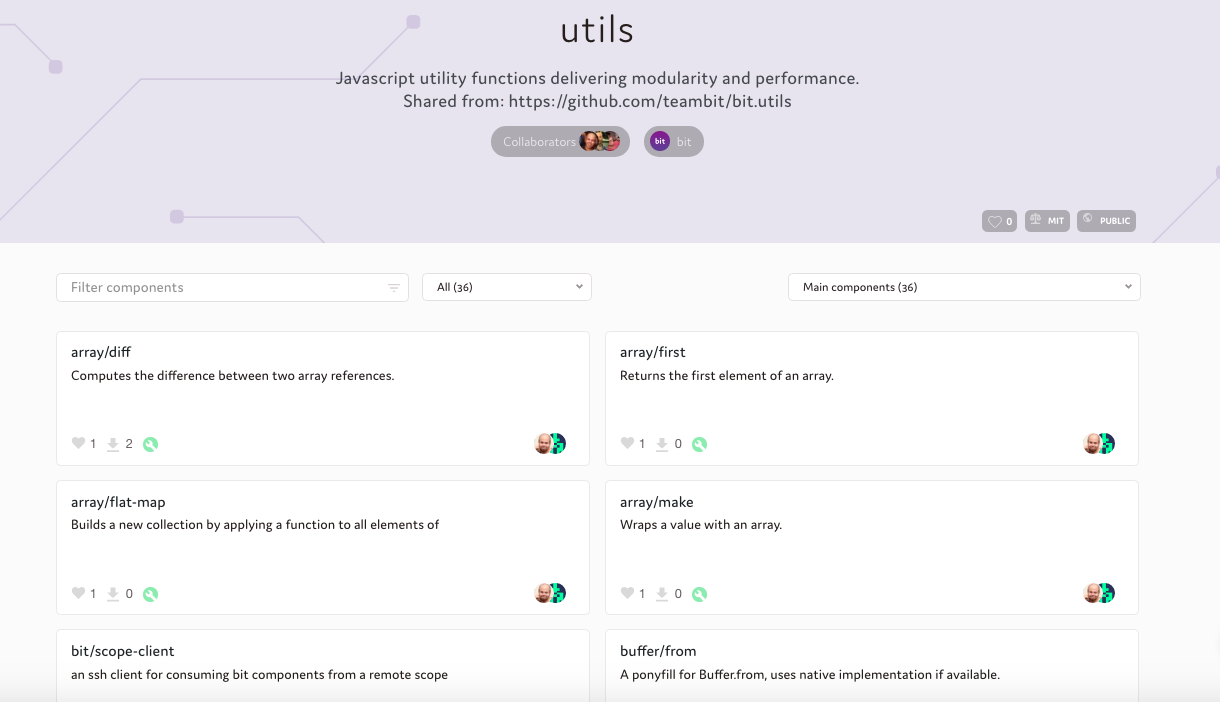 utils
Javascript utility functions delivering modularity and performance.
Shared from: https://github.com/teambit/bit.utils
Collaborators bit bit
0 MIT PUBLIC
Filter components All (36) Main components (36)
array/diff
Computes the difference between two array references.
1 2
array/first
Returns the first element of an array.
1 0
array/flat-map
Builds a new collection by applying a function to all elements of
1 0
array/make
Wraps a value with an array.
1 0
bit/scope-client
an ssh client for consuming bit components from a remote scope
buffer/from
A ponyfill for Buffer.from, uses native implementation if available.